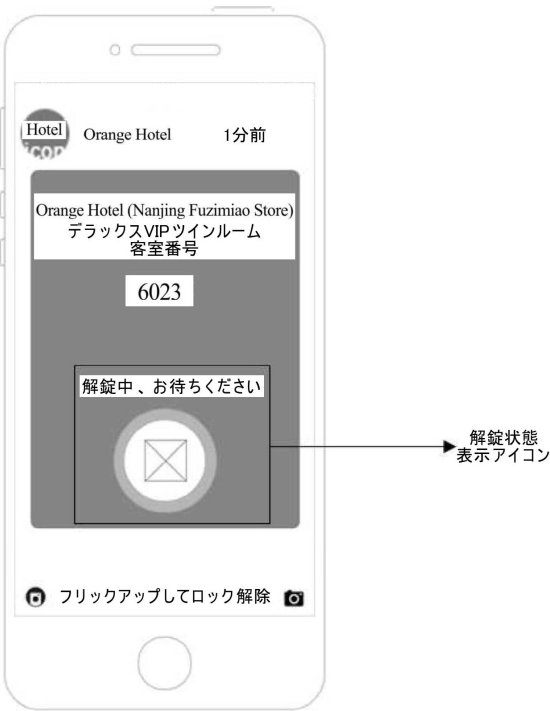 Hotel
icon
Orange Hotel
1分前
Orange Hotel (Nanjing Fuzimiao Store)
デラックスVIPツインルーム
客室番号
6023
解錠中、お待ちください
解錠状態
表示アイコン
フリックアップしてロック解除